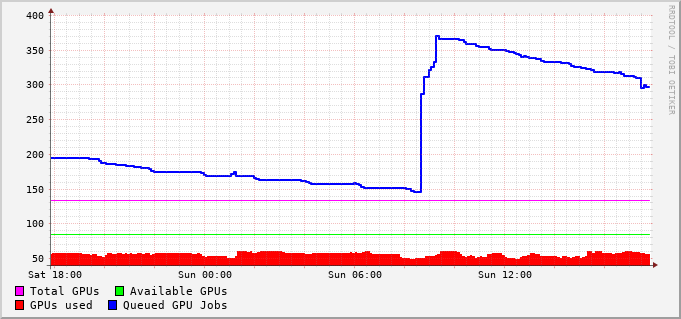 400
350
300
250
200
150
100
50
Sat 18:00 Sun 00:00 Sun 06:00 Sun 12:00
Total GPUs Available GPUs
GPUs used Queued GPU Jobs
RRDTOOL / TOBI OETIKER